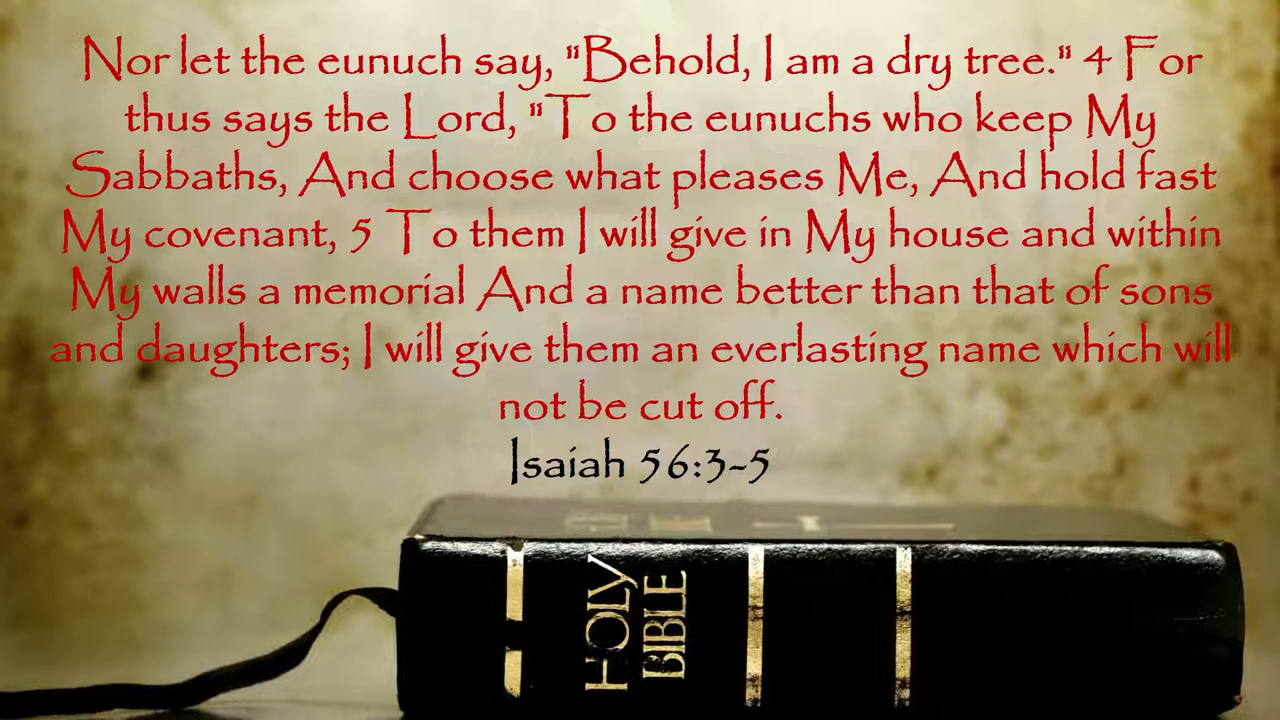 Nor let the eunuch say, "Behold, I am a dry tree." 4 For
thus says the Lord, "To the eunuchs who keep My
Sabbaths, And choose what pleases Me, And hold fast
My covenant, 5 To them I will give in My house and within
My walls a memorial And a name better than that of sons
and daughters; I will give them an everlasting name which will
not be cut off.
Isaiah 56:3-5
HOLY
BIBLE